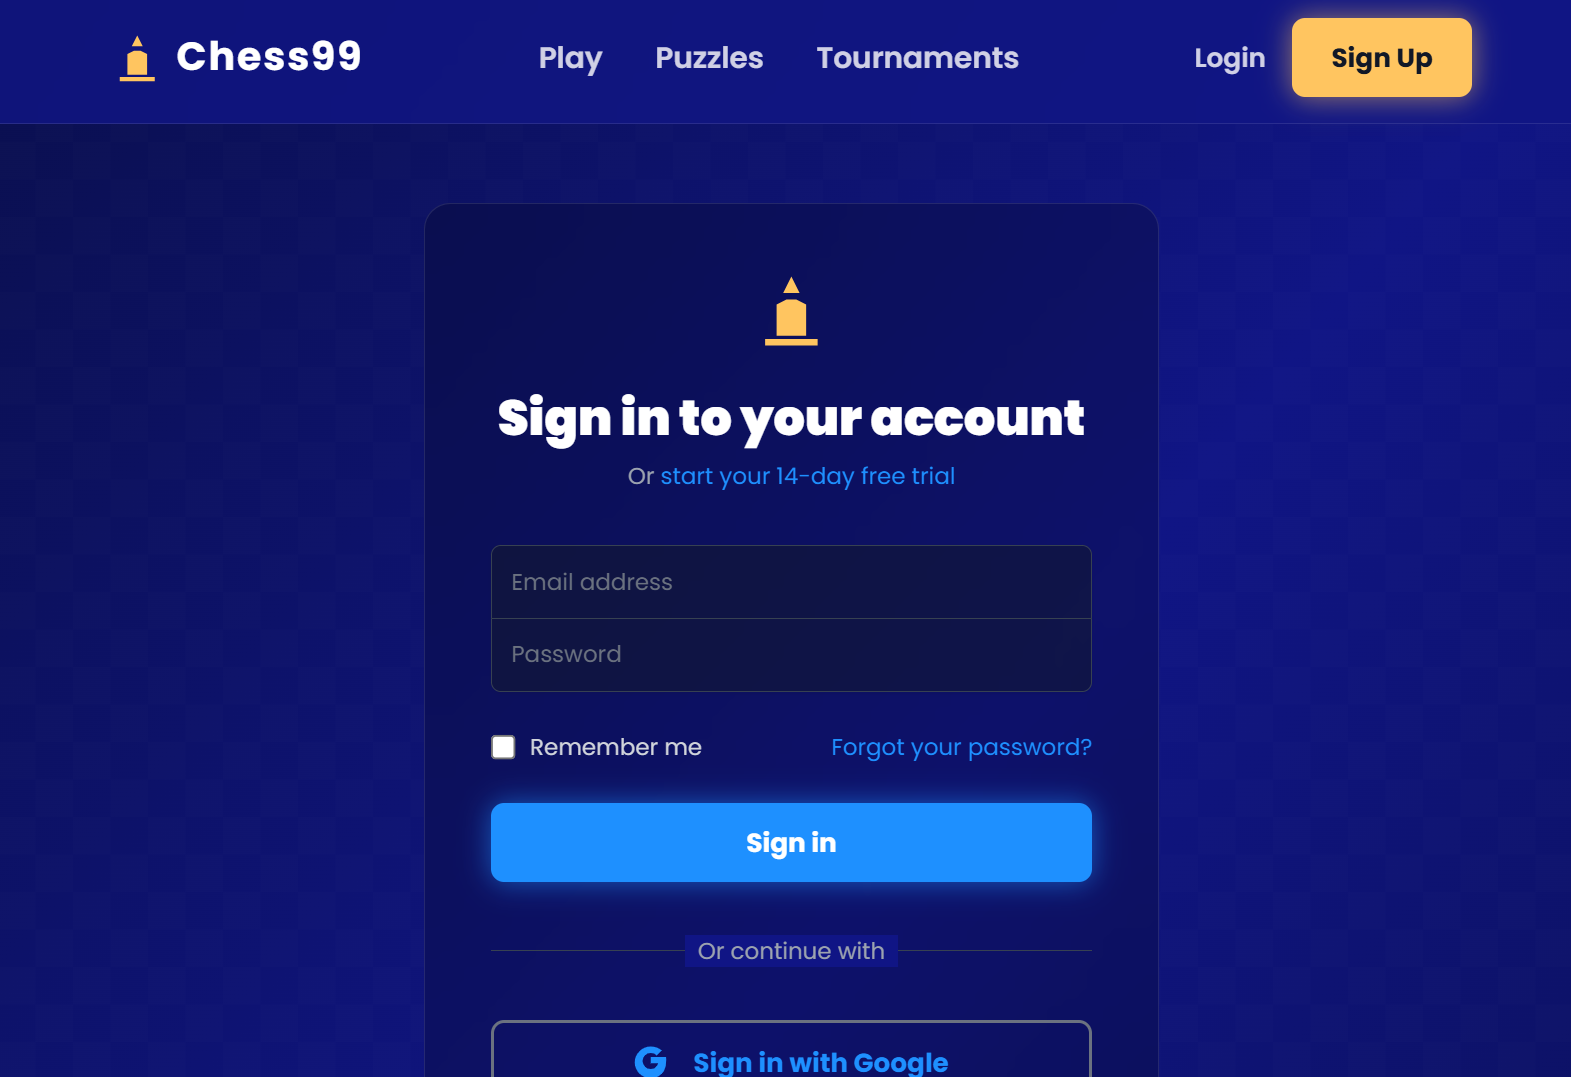 Chess99
Play Puzzles Tournaments
Login Sign Up
Sign in to your account
Or start your 14-day free trial
Email address
Password
Remember me Forgot your password?
Sign in
Or continue with
Sign in with Google